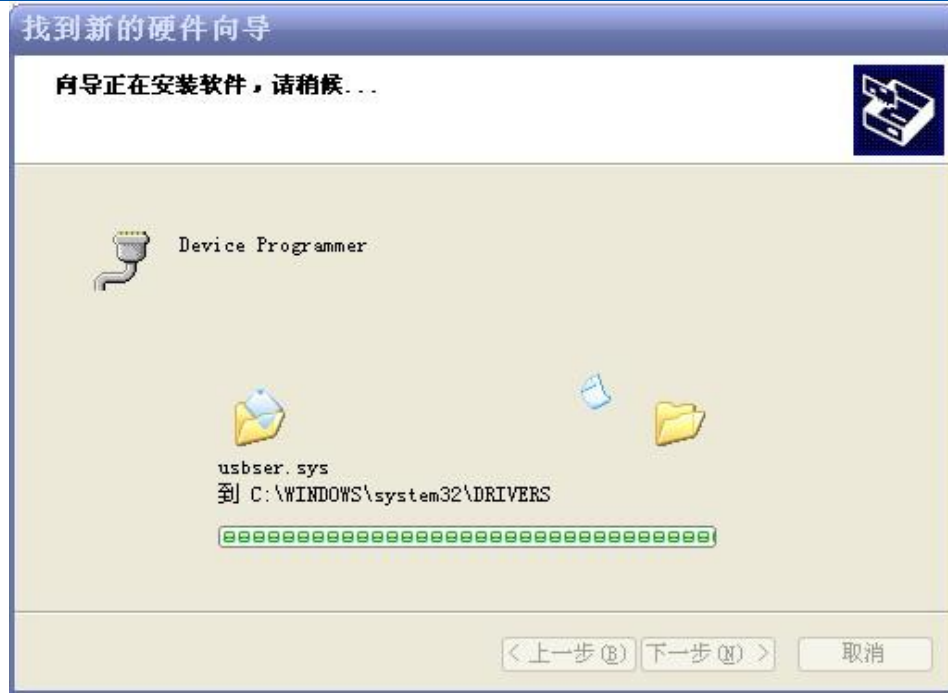 找到新的硬件向导
向导正在安装软件，请稍候...
Device Programmer
usbser.sys
到 C:\WINDOWS\system32\DRIVERS
< 上一步(B) 下一步(N) > 取消